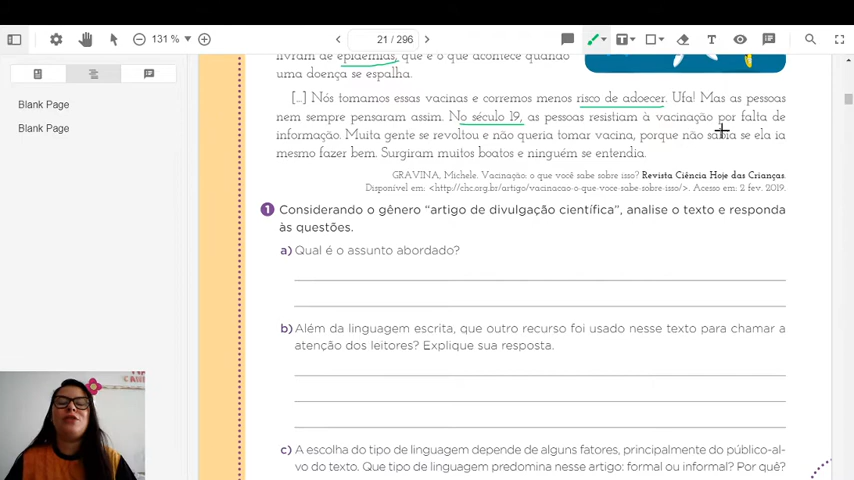 131 %
21 / 296
Blank Page
Blank Page
livram de epidemias, que é o que acontece quando
uma doença se espalha.
[...] Nós tomamos essas vacinas e corremos menos risco de adoecer. Ufa! Mas as pessoas
nem sempre pensaram assim. No século 19, as pessoas resistiam à vacinação por falta de
informação. Muita gente se revoltou e não queria tomar vacina, porque não sabia se ela ia
mesmo fazer bem. Surgiram muitos boatos e ninguém se entendia.
GRAVINA, Michele. Vacinação: o que você sabe sobre isso? Revista Ciência Hoje das Crianças.
Disponível em: <http://chc.org.br/artigo/vacinacao-o-que-voce-sabe-sobre-isso/>. Acesso em: 2 fev. 2019.
1 Considerando o gênero “artigo de divulgação científica”, analise o texto e responda
às questões.
a) Qual é o assunto abordado?
b) Além da linguagem escrita, que outro recurso foi usado nesse texto para chamar a
atenção dos leitores? Explique sua resposta.
c) A escolha do tipo de linguagem depende de alguns fatores, principalmente do público-al-
vo do texto. Que tipo de linguagem predomina nesse artigo: formal ou informal? Por quê?